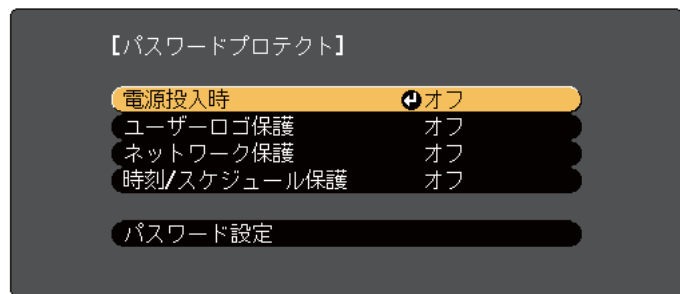 【パスワードプロテクト】
電源投入時 オフ
ユーザーロゴ保護 オフ
ネットワーク保護 オフ
時刻/スケジュール保護 オフ
パスワード設定